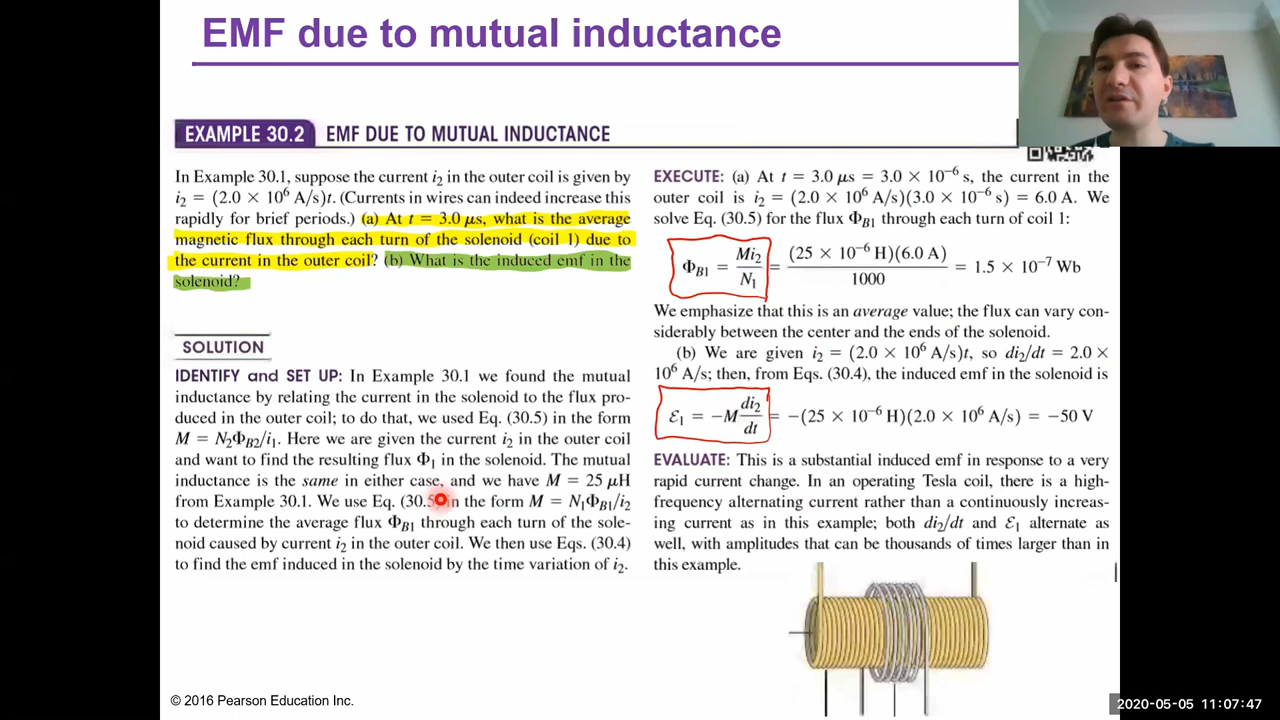 EMF due to mutual inductance
EXAMPLE 30.2 EMF DUE TO MUTUAL INDUCTANCE
In Example 30.1, suppose the current i₂ in the outer coil is given by
i₂ = (2.0 × 10⁶ A/s)t. (Currents in wires can indeed increase this
rapidly for brief periods.) (a) At t = 3.0 μs, what is the average
magnetic flux through each turn of the solenoid (coil 1) due to
the current in the outer coil? (b) What is the induced emf in the
solenoid?
SOLUTION
IDENTIFY and SET UP: In Example 30.1 we found the mutual
inductance by relating the current in the solenoid to the flux pro-
duced in the outer coil; to do that, we used Eq. (30.5) in the form
M = N₂Φ_B2/i₁. Here we are given the current i₂ in the outer coil
and want to find the resulting flux Φ₁ in the solenoid. The mutual
inductance is the same in either case, and we have M = 25 μH
from Example 30.1. We use Eq. (30.5 in the form M = N₁Φ_B1/i₂
to determine the average flux Φ_B1 through each turn of the sole-
noid caused by current i₂ in the outer coil. We then use Eqs. (30.4)
to find the emf induced in the solenoid by the time variation of i₂.
EXECUTE: (a) At t = 3.0 μs = 3.0 × 10⁻⁶ s, the current in the
outer coil is i₂ = (2.0 × 10⁶ A/s)(3.0 × 10⁻⁶ s) = 6.0 A. We
solve Eq. (30.5) for the flux Φ_B1 through each turn of coil 1:
Φ_B1 = Mi₂/N₁ = (25 × 10⁻⁶ H)(6.0 A)/1000 = 1.5 × 10⁻⁷ Wb
We emphasize that this is an average value; the flux can vary con-
siderably between the center and the ends of the solenoid.
(b) We are given i₂ = (2.0 × 10⁶ A/s)t, so di₂/dt = 2.0 ×
10⁶ A/s; then, from Eqs. (30.4), the induced emf in the solenoid is
ℰ₁ = −M di₂/dt = −(25 × 10⁻⁶ H)(2.0 × 10⁶ A/s) = −50 V
EVALUATE: This is a substantial induced emf in response to a very
rapid current change. In an operating Tesla coil, there is a high-
frequency alternating current rather than a continuously increas-
ing current as in this example; both di₂/dt and ℰ₁ alternate as
well, with amplitudes that can be thousands of times larger than in
this example.
© 2016 Pearson Education Inc.
2020-05-05 11:07:47